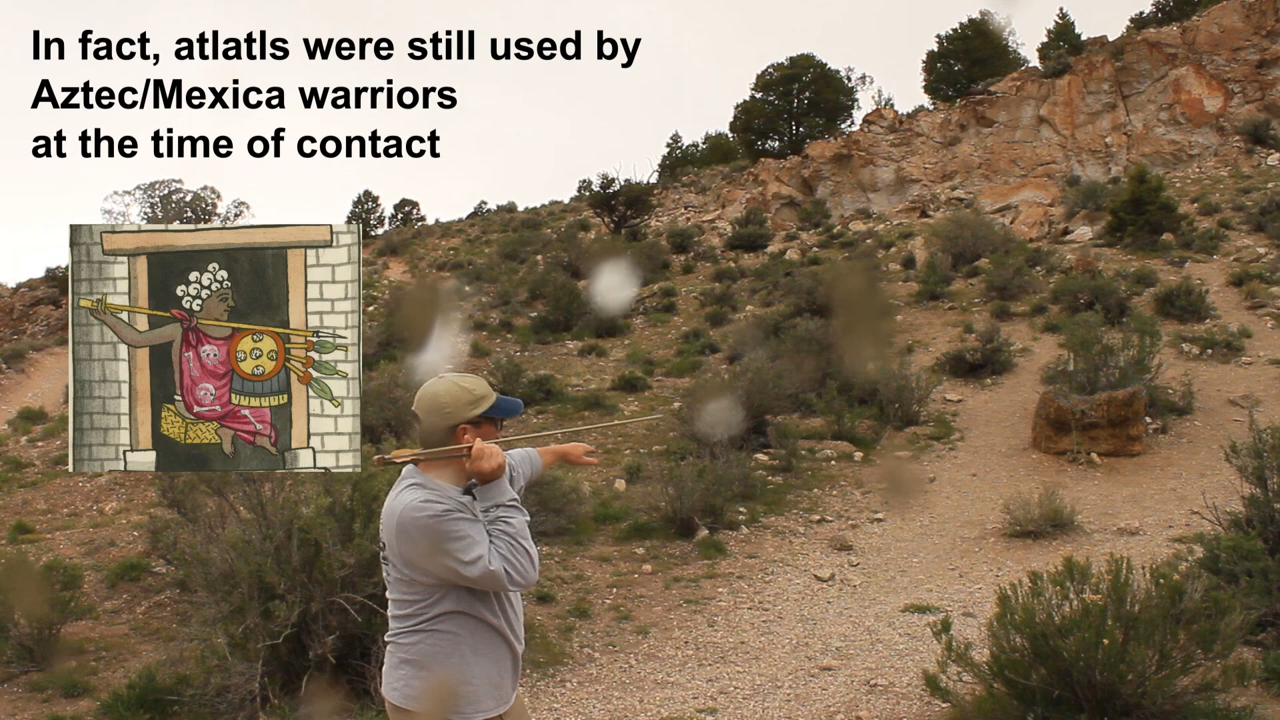 In fact, atlatls were still used by
Aztec/Mexica warriors
at the time of contact